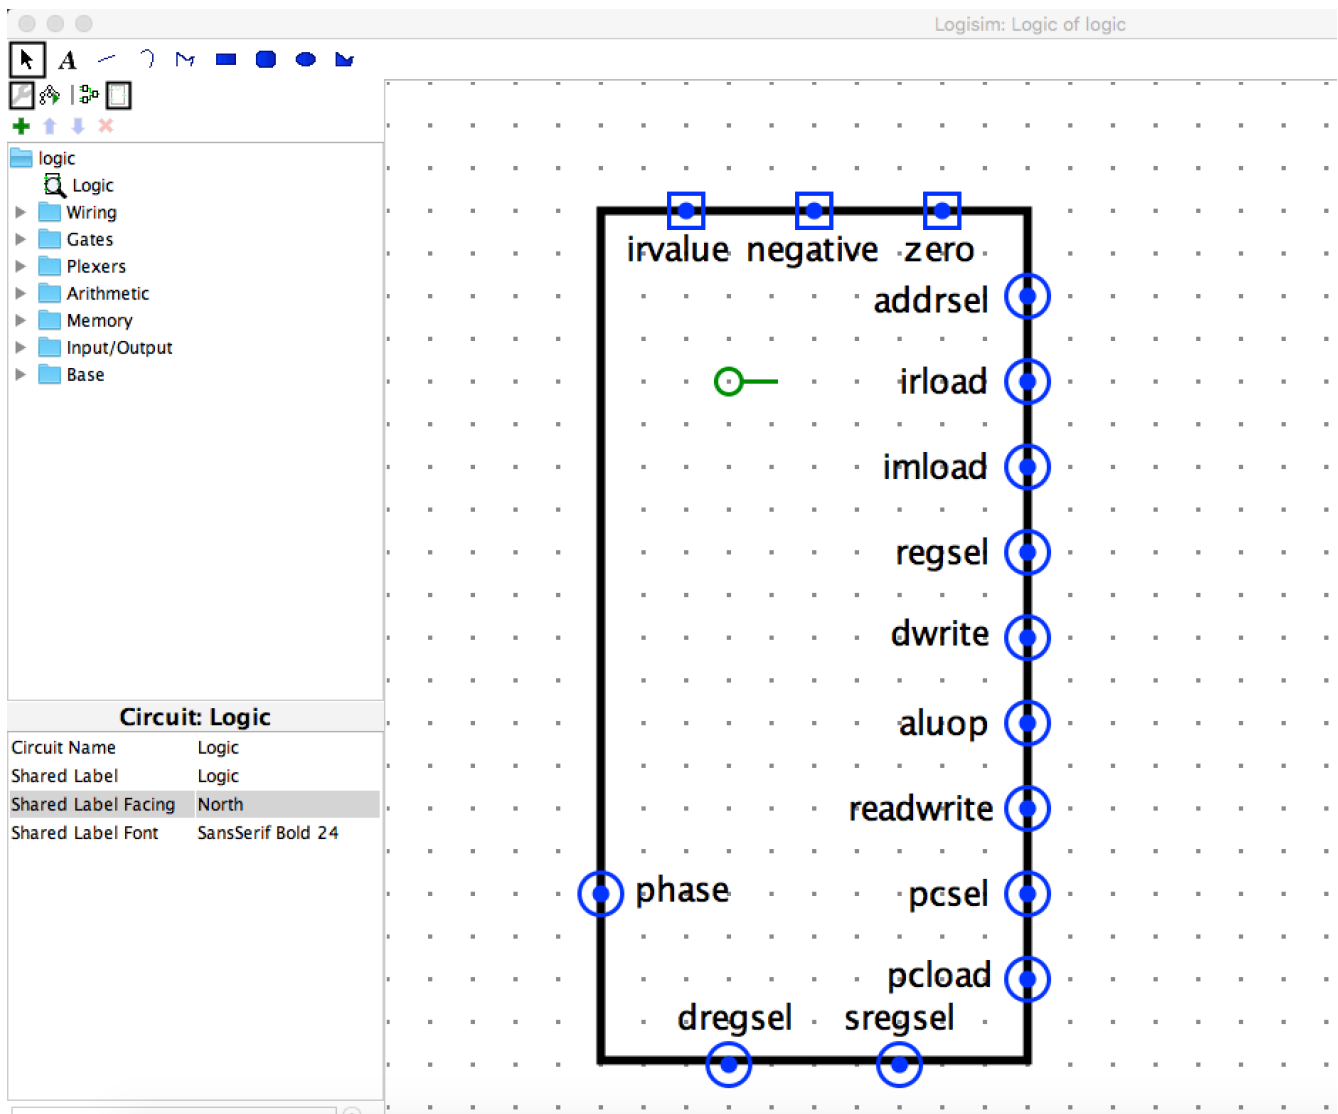 Logisim: Logic of logic
A
logic
Logic
Wiring
Gates
Plexers
Arithmetic
Memory
Input/Output
Base
Circuit: Logic
Circuit Name Logic
Shared Label Logic
Shared Label Facing North
Shared Label Font SansSerif Bold 24
irvalue negative zero
addrsel
irload
imload
regsel
dwrite
aluop
readwrite
phase pcsel
pcload
dregsel sregsel